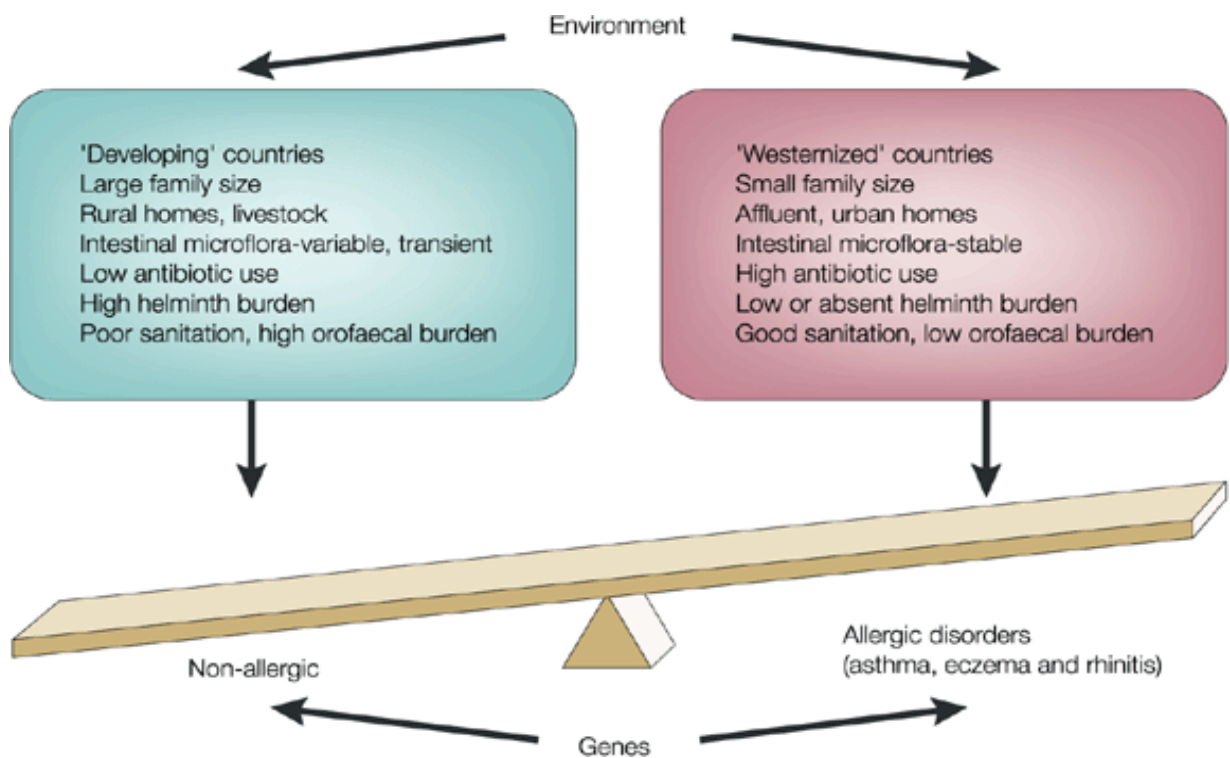 Environment
'Developing' countries
Large family size
Rural homes, livestock
Intestinal microflora-variable, transient
Low antibiotic use
High helminth burden
Poor sanitation, high orofaecal burden
'Westernized' countries
Small family size
Affluent, urban homes
Intestinal microflora-stable
High antibiotic use
Low or absent helminth burden
Good sanitation, low orofaecal burden
Non-allergic
Allergic disorders
(asthma, eczema and rhinitis)
Genes